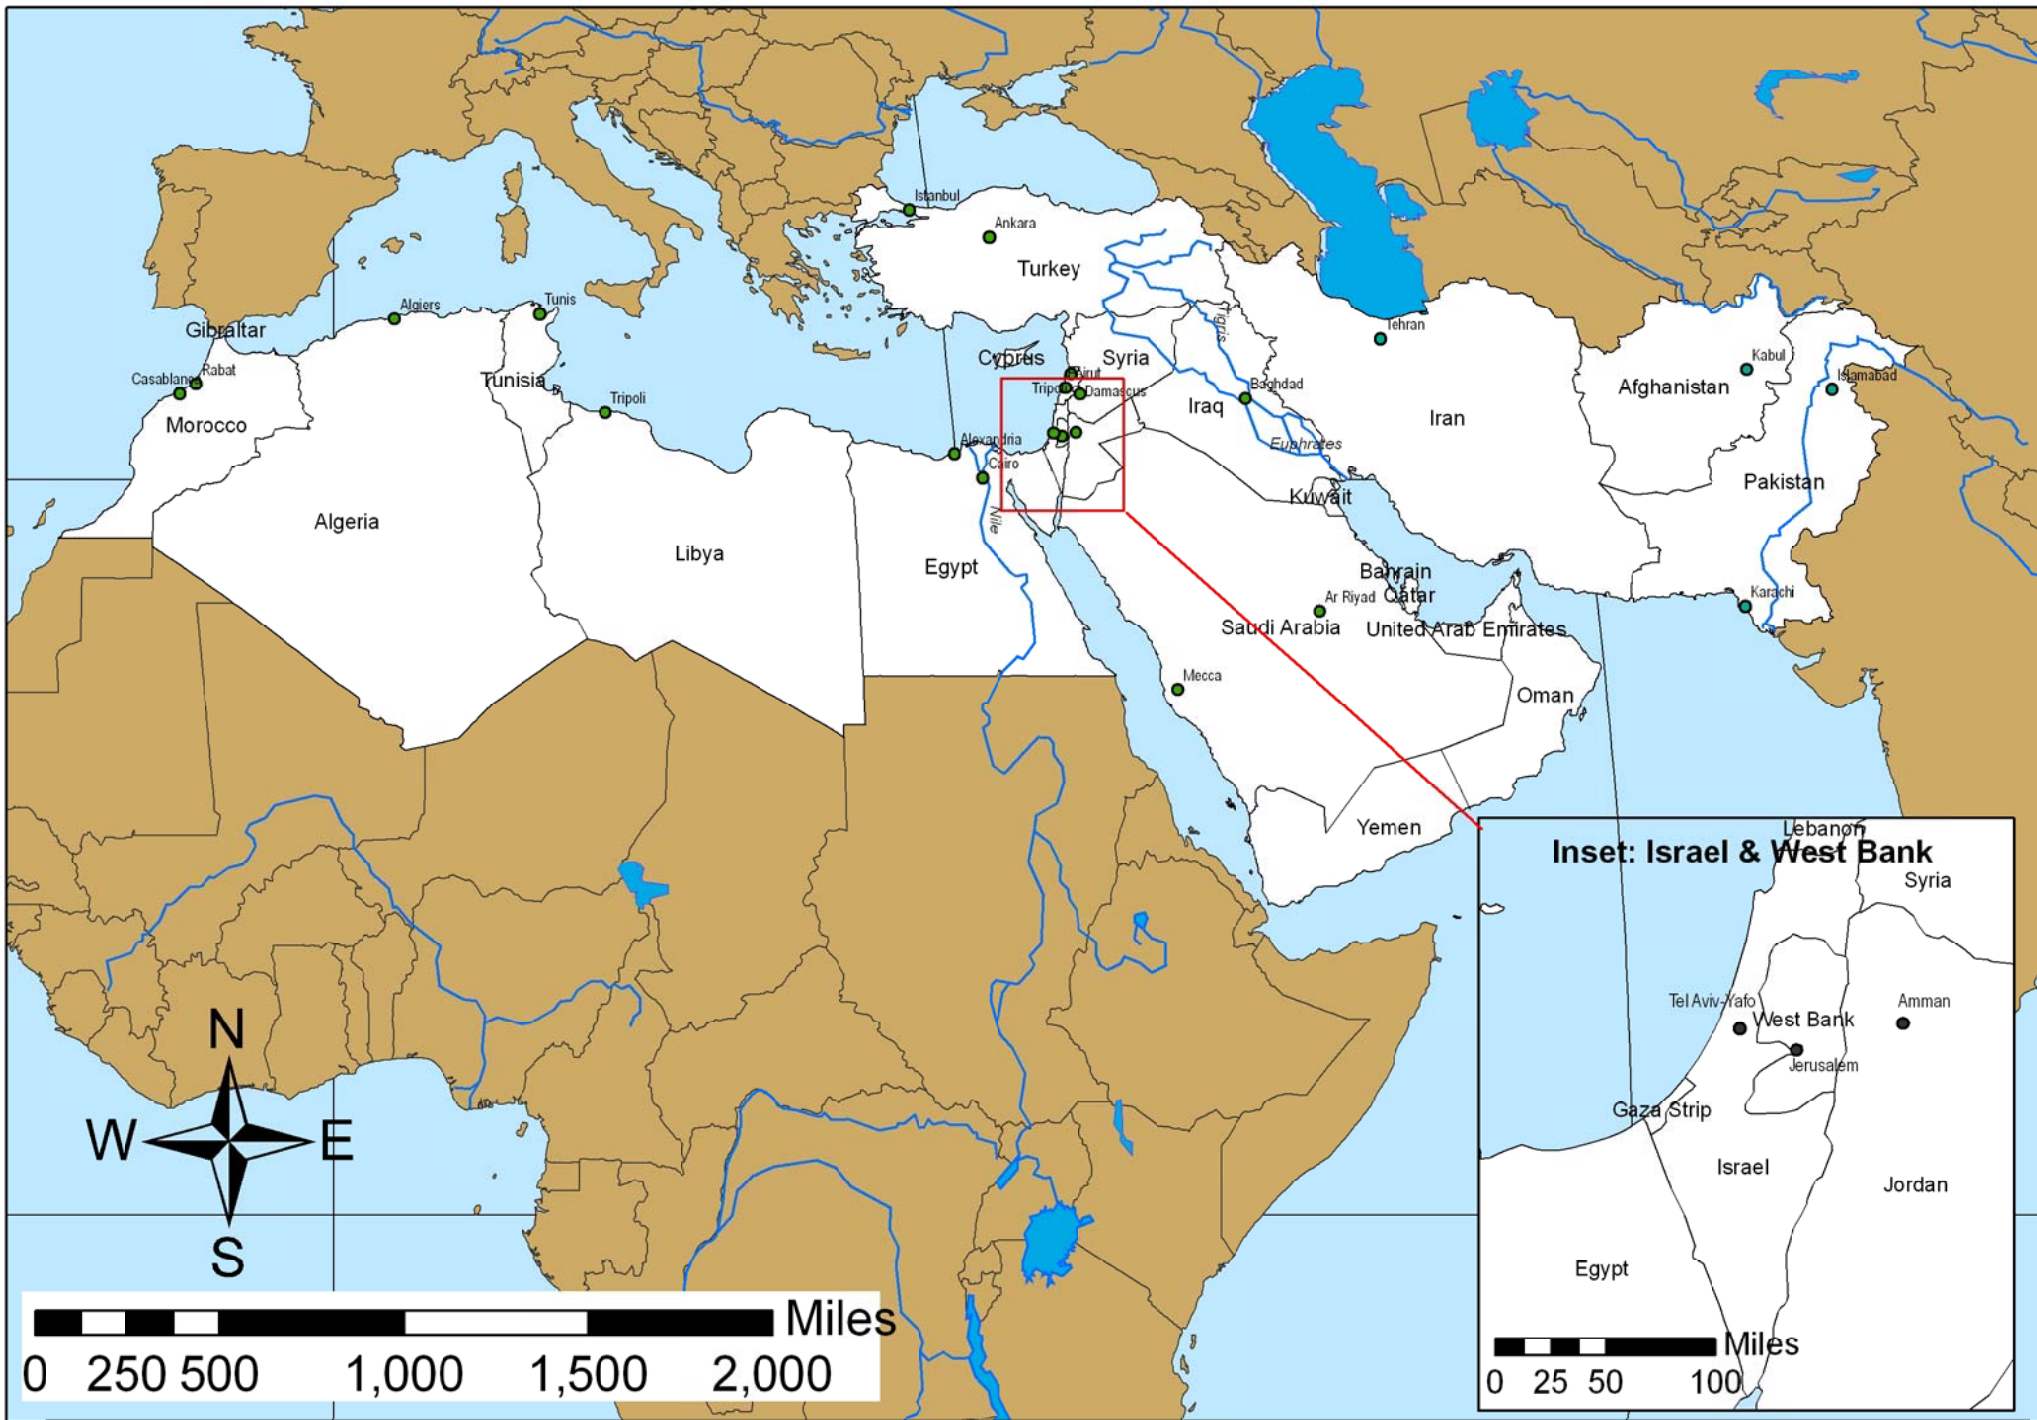 Istanbul
Ankara
Turkey
Algiers
Tunis
Gibraltar
Tigris
Tehran
Cyprus
Syria
Kabul
Casablanca
Rabat
Tunisia
Afghanistan
Islamabad
Tripoli
Damascus
Baghdad
Iraq
Iran
Tripoli
Morocco
Alexandria
Euphrates
Cairo
Kuwait
Pakistan
Nile
Algeria
Libya
Egypt
Bahrain
Ar Riyad
Qatar
Karachi
Saudi Arabia
United Arab Emirates
Mecca
Oman
Yemen
Lebanon
Inset: Israel & West Bank
Syria
Tel Aviv-Yafo
Amman
West Bank
Jerusalem
Gaza Strip
Israel
Jordan
Egypt
Miles
0 25 50 100
N
W E
S
Miles
0 250 500 1,000 1,500 2,000